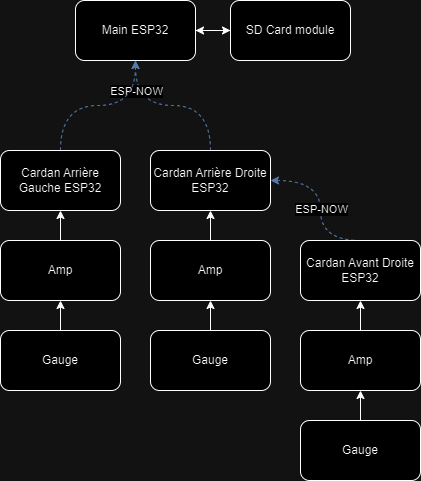 Main ESP32
SD Card module
ESP-NOW
Cardan Arrière
Gauche ESP32
Cardan Arrière Droite
ESP32
ESP-NOW
Cardan Avant Droite
ESP32
Amp
Amp
Gauge
Gauge
Amp
Gauge